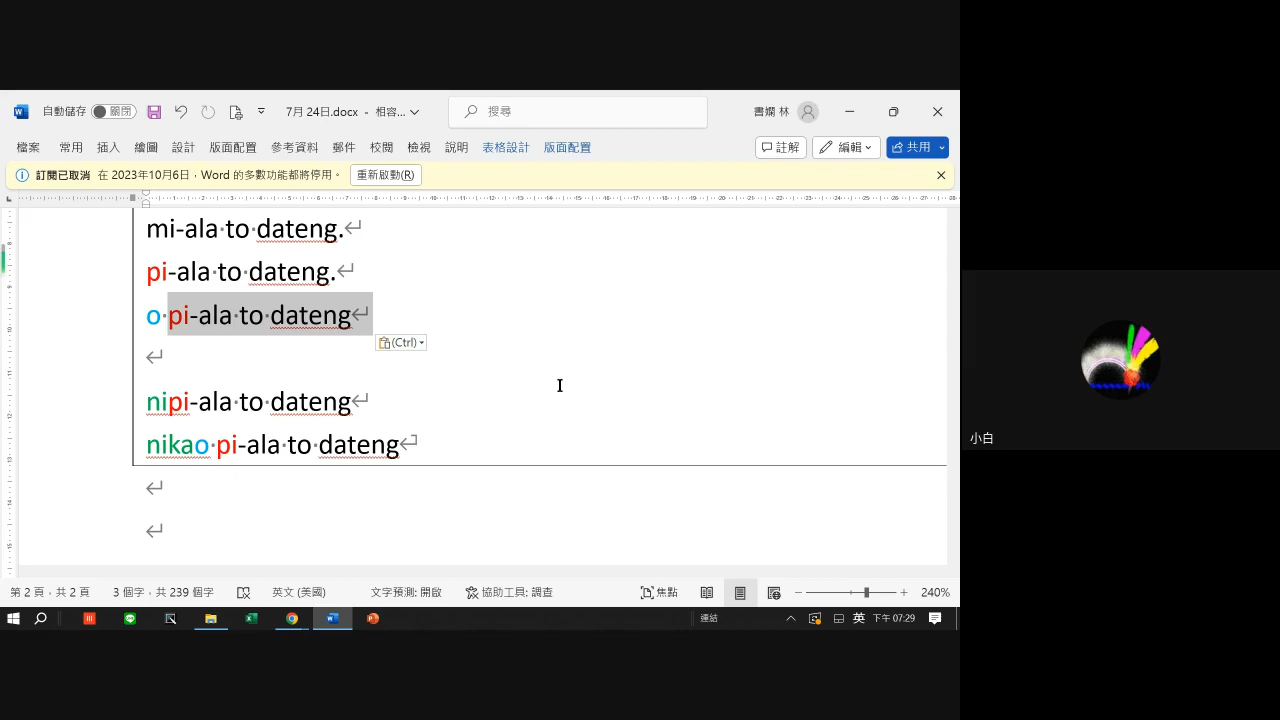 自動儲存 關閉 7月 24日.docx - 相容... 搜尋 書嫻 林
檔案 常用 插入 繪圖 設計 版面配置 參考資料 郵件 校閱 檢視 說明 表格設計 版面配置 註解 編輯 共用
訂閱已取消 在 2023年10月6日，Word 的多數功能都將停用。 重新啟動(R)
mi-ala to dateng.
pi-ala to dateng.
o pi-ala to dateng
(Ctrl)
nipi-ala to dateng
nikao pi-ala to dateng
小白
第 2 頁，共 2 頁 3 個字，共 239 個字 英文 (美國) 文字預測: 開啟 協助工具: 調查 焦點 240%
連結 英 下午 07:29